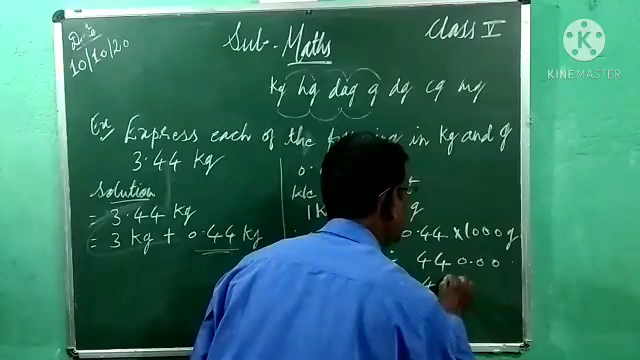 Date
10/10/20
Sub- Maths
Class V
KINEMASTER
kg hg dag g dg cg mg
Ex Express each of the following in kg and g
3.44 kg
Solution
= 3.44 kg
= 3 kg + 0.44 kg
0.
1 K
g
0.44 x 1000 g
440.00
4